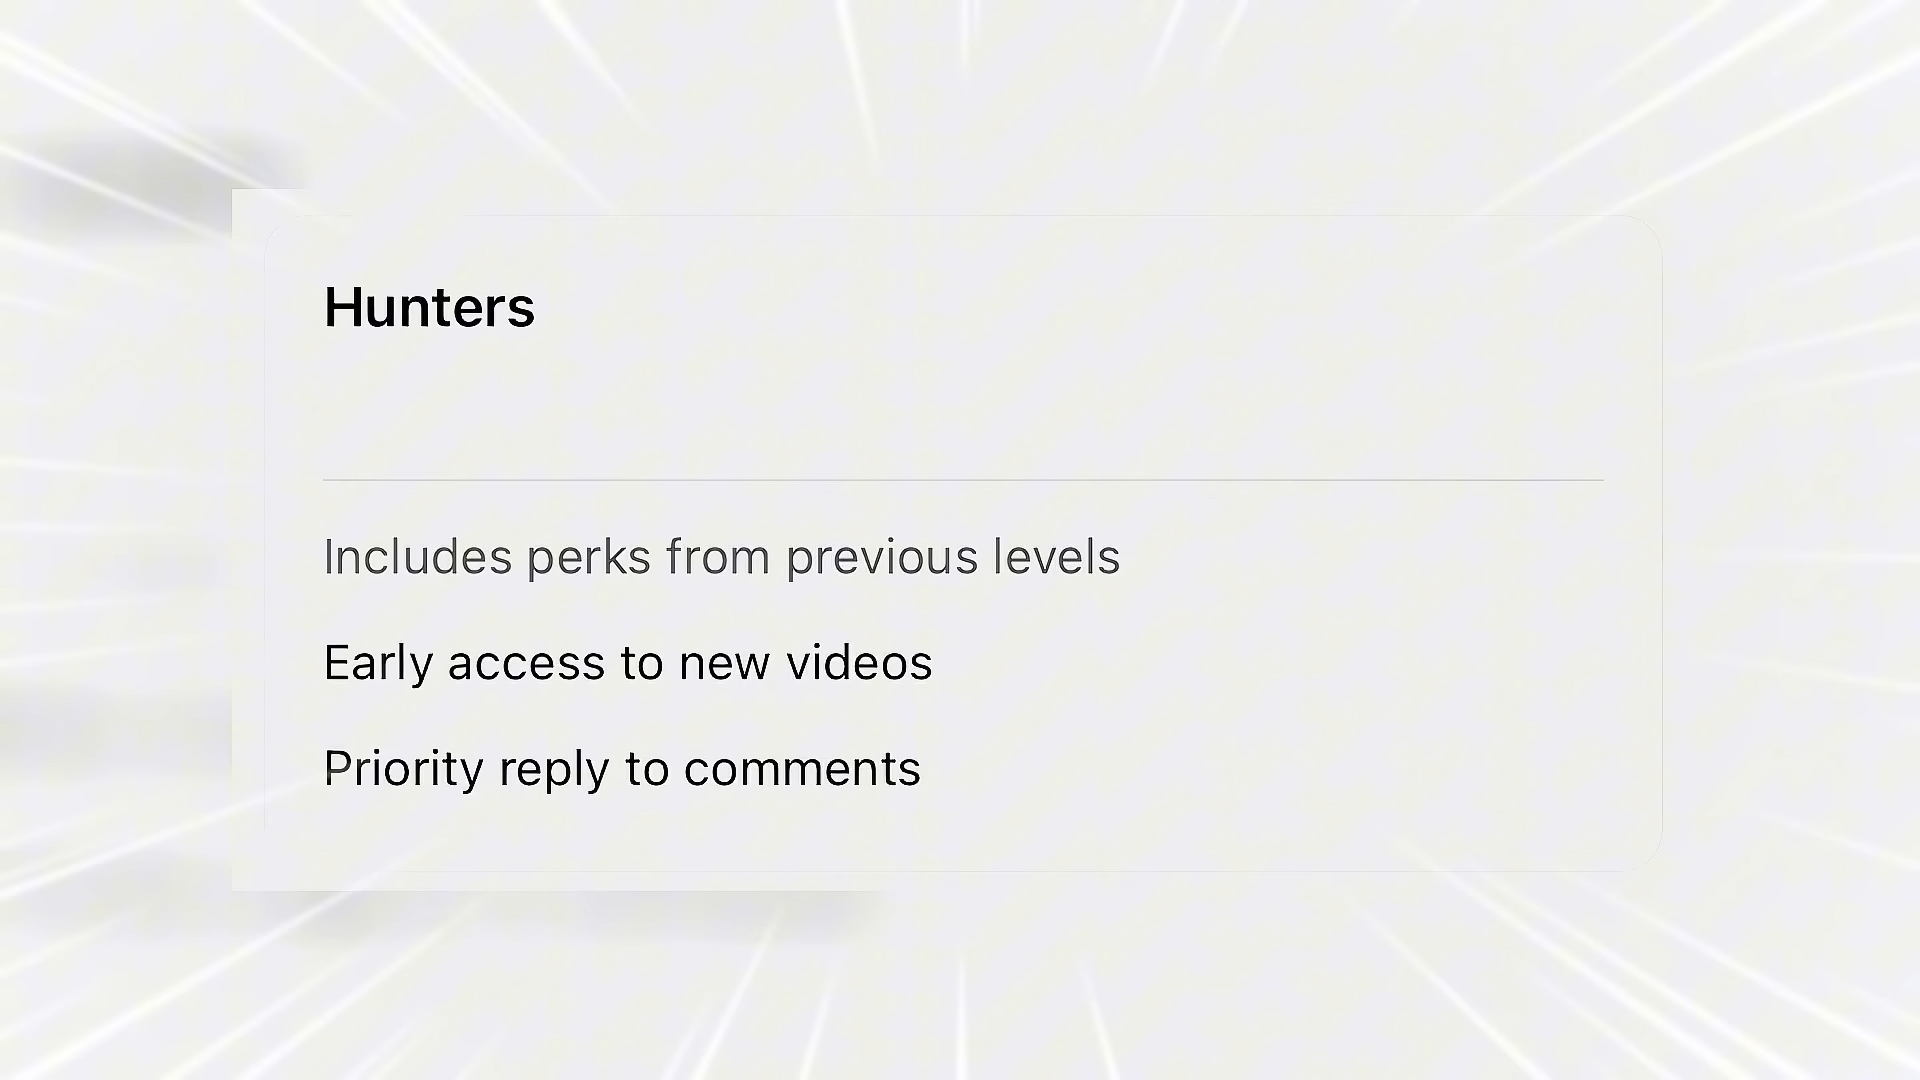 Hunters
Includes perks from previous levels
Early access to new videos
Priority reply to comments